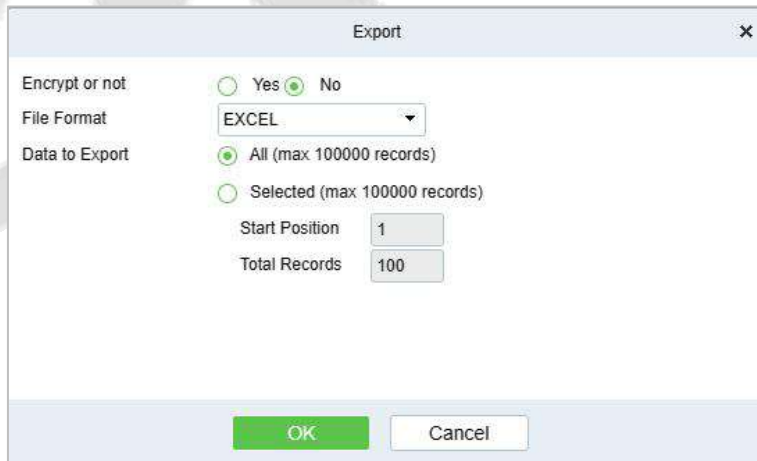 Export
Encrypt or not Yes No
File Format EXCEL
Data to Export All (max 100000 records)
Selected (max 100000 records)
Start Position 1
Total Records 100
OK Cancel